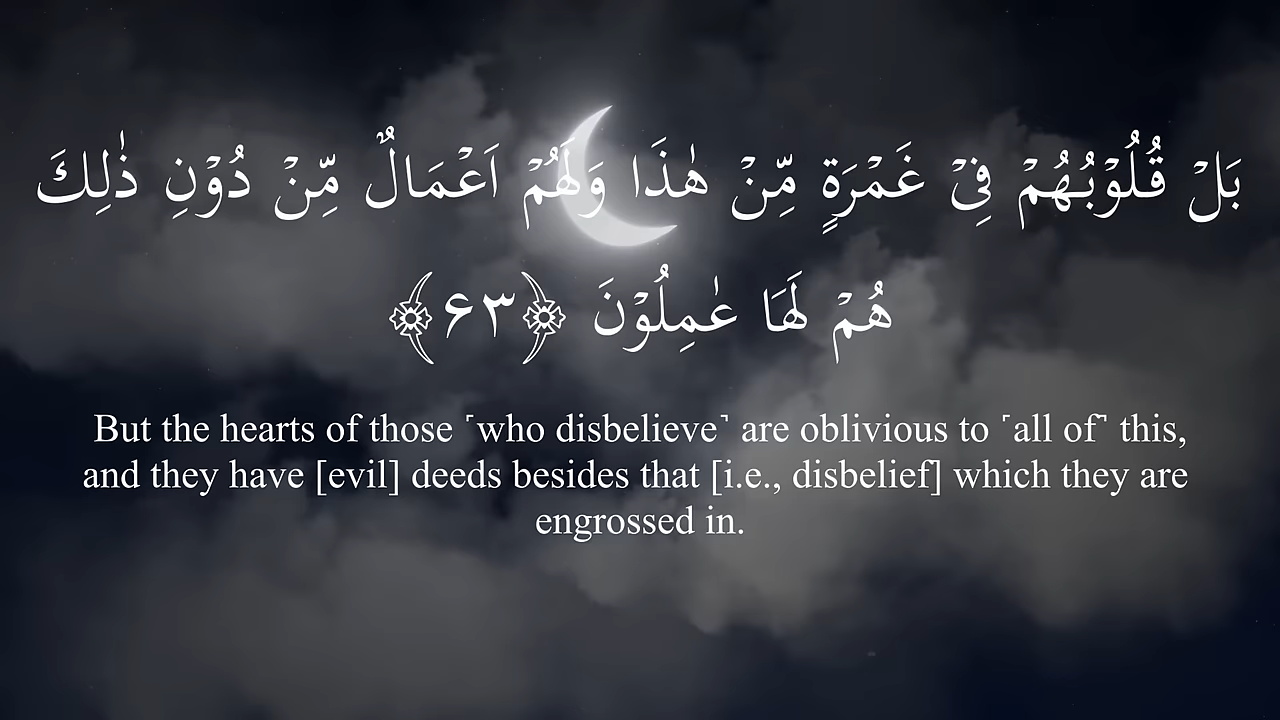 بَلْ قُلُوْبُهُمْ فِیْ غَمْرَةٍ مِّنْ هٰذَا وَلَهُمْ اَعْمَالٌ مِّنْ دُوْنِ ذٰلِكَ
هُمْ لَهَا عٰمِلُوْنَ ﴿۶۳﴾
But the hearts of those ˹who disbelieve˺ are oblivious to ˹all of˺ this,
and they have [evil] deeds besides that [i.e., disbelief] which they are
engrossed in.